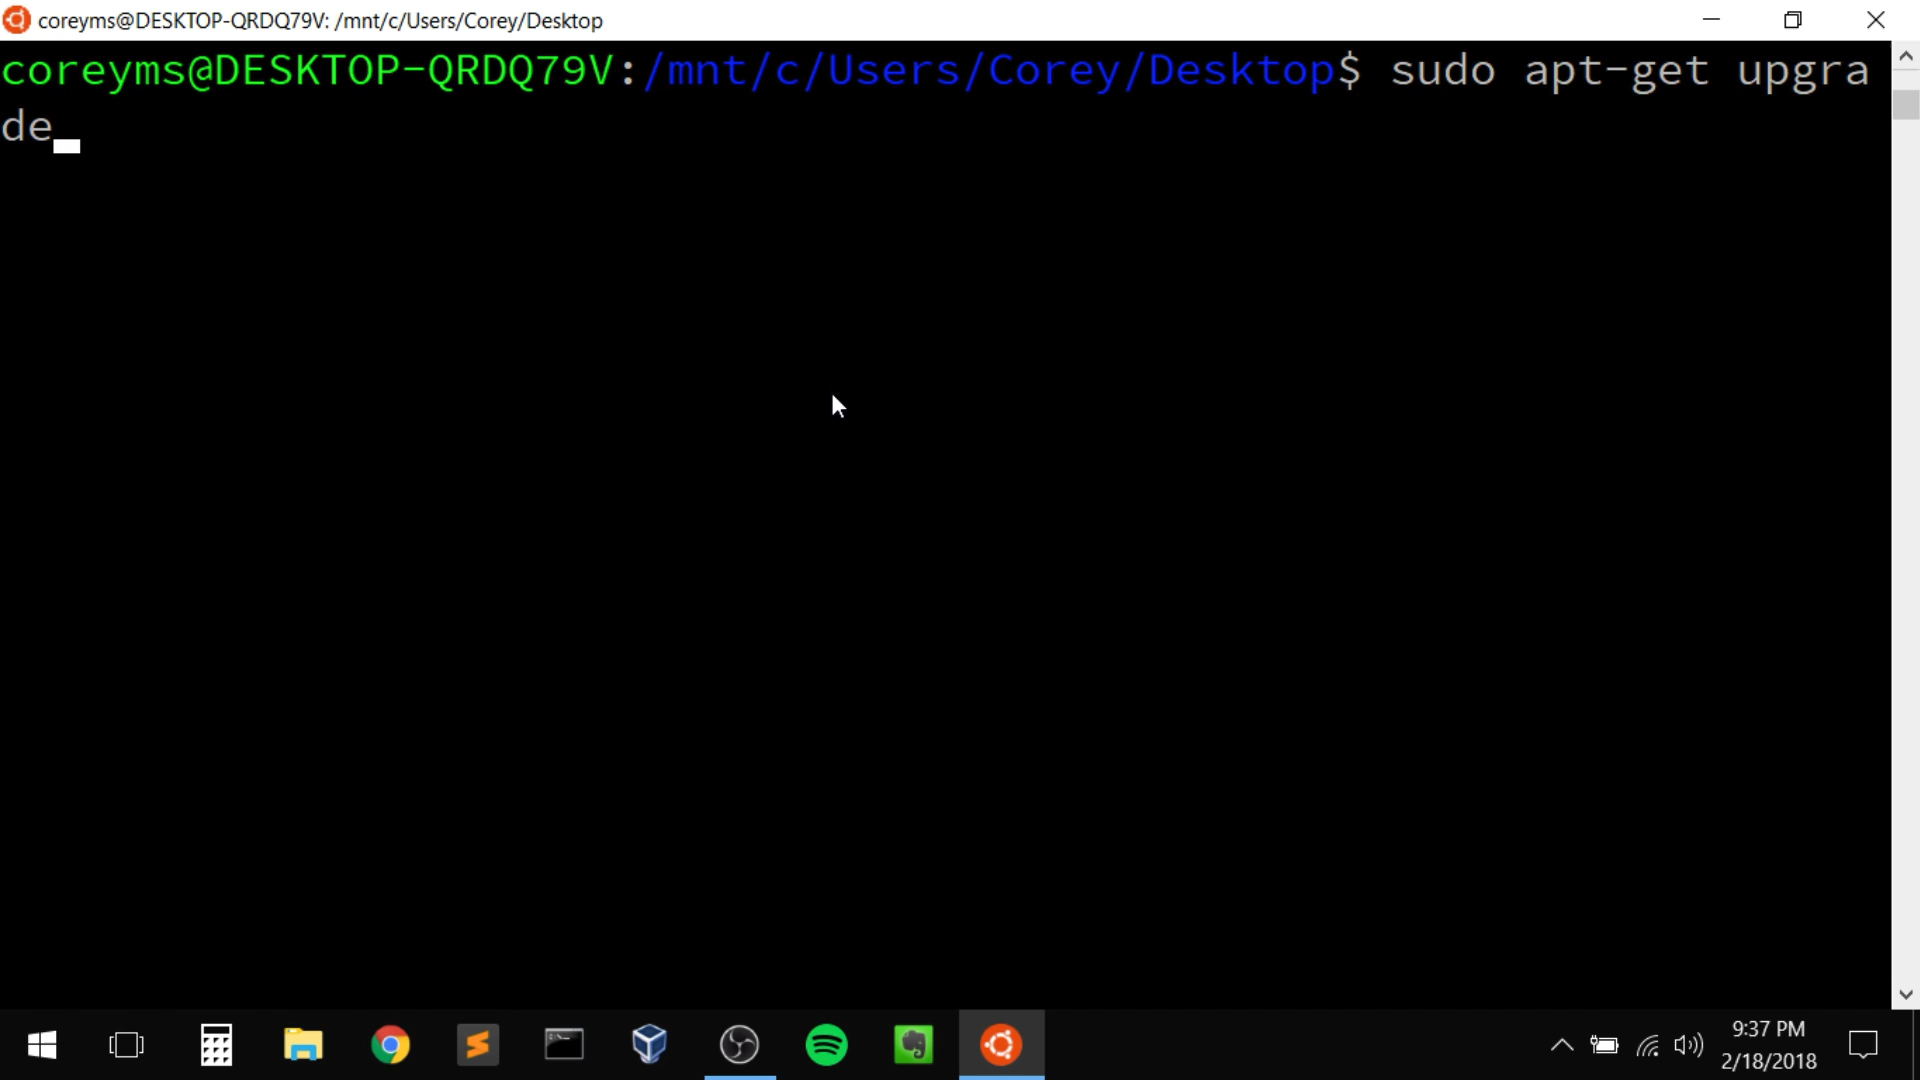 coreyms@DESKTOP-QRDQ79V: /mnt/c/Users/Corey/Desktop
coreyms@DESKTOP-QRDQ79V:/mnt/c/Users/Corey/Desktop$ sudo apt-get upgra
de
9:37 PM
2/18/2018